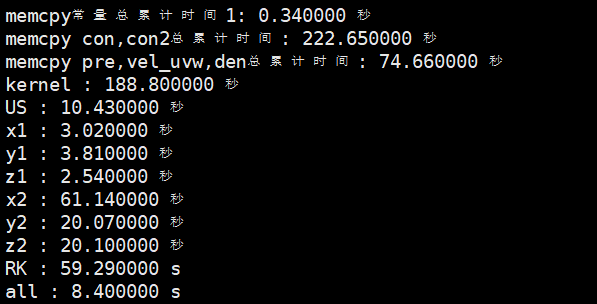 memcpy常量总累计时间1: 0.340000 秒
memcpy con,con2总累计时间: 222.650000 秒
memcpy pre,vel_uvw,den总累计时间: 74.660000 秒
kernel : 188.800000 秒
US : 10.430000 秒
x1 : 3.020000 秒
y1 : 3.810000 秒
z1 : 2.540000 秒
x2 : 61.140000 秒
y2 : 20.070000 秒
z2 : 20.100000 秒
RK : 59.290000 s
all : 8.400000 s